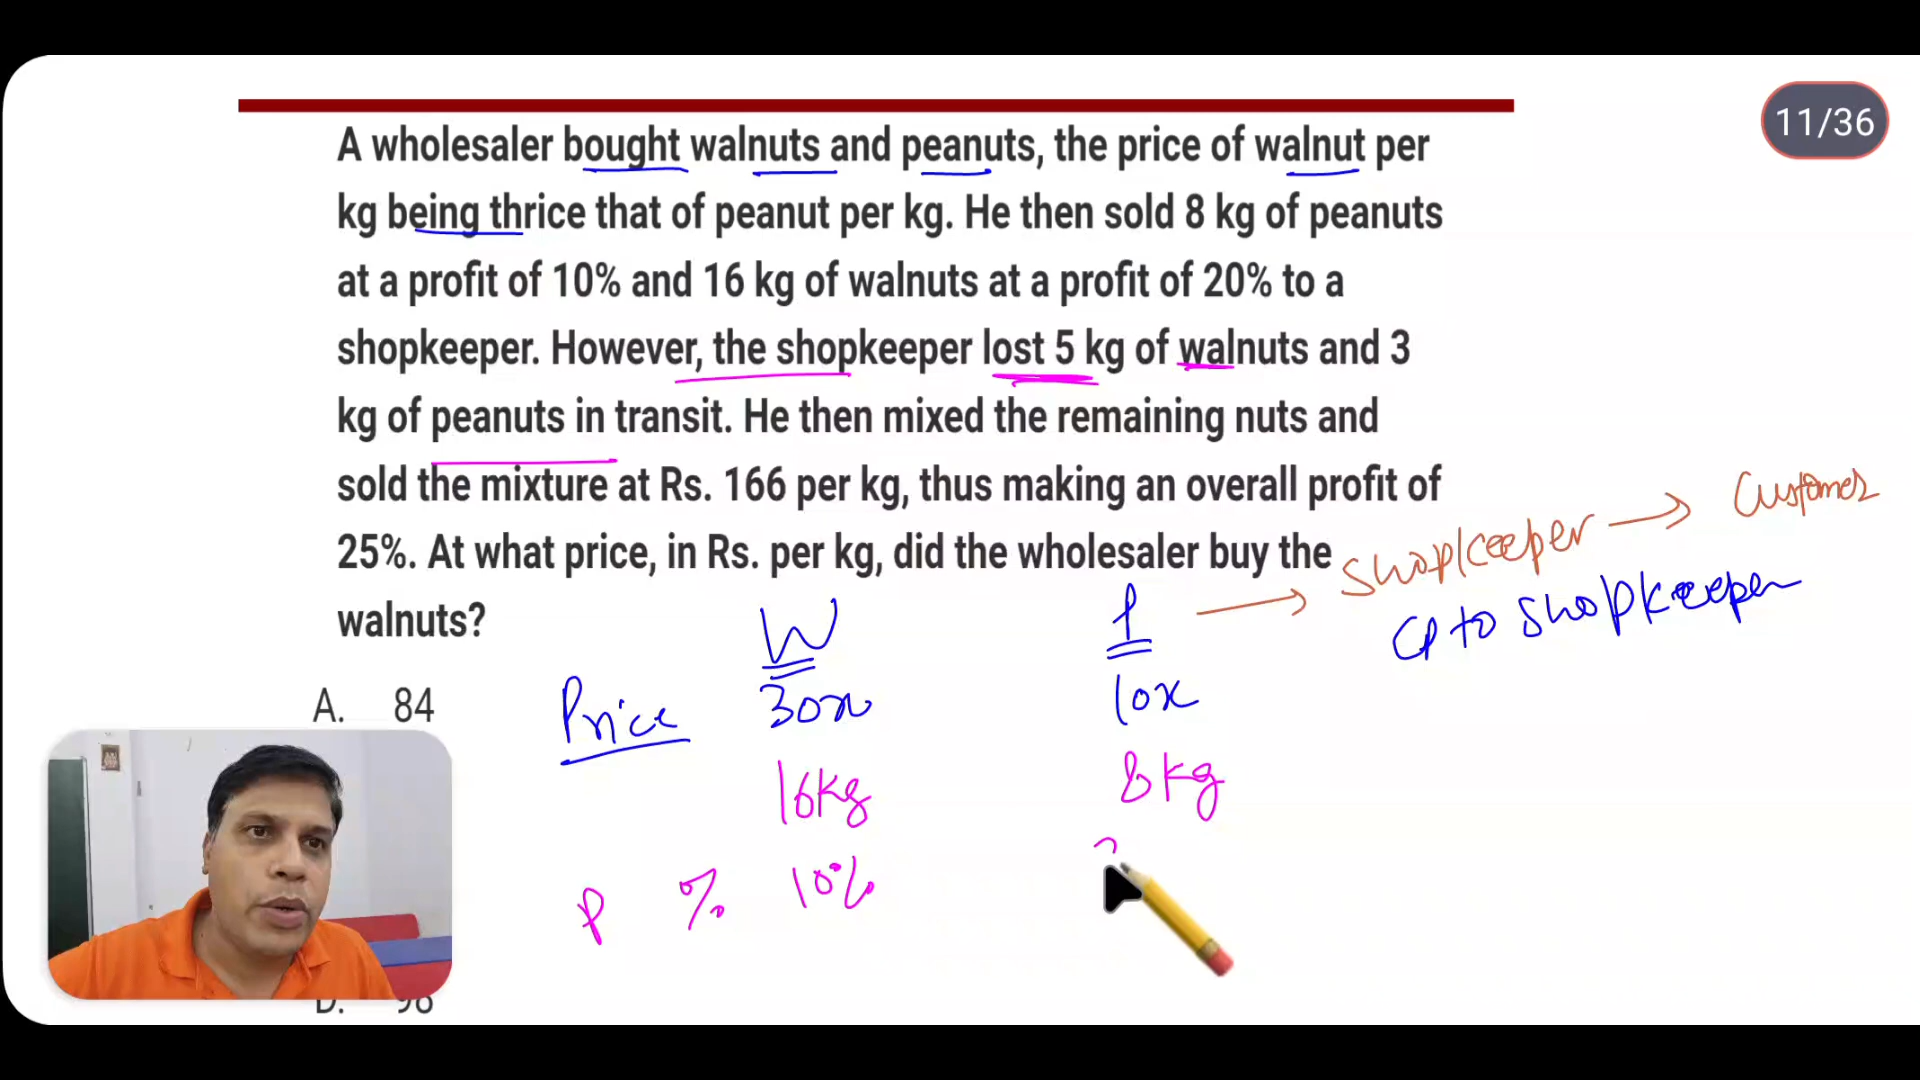 11/36
A wholesaler bought walnuts and peanuts, the price of walnut per
kg being thrice that of peanut per kg. He then sold 8 kg of peanuts
at a profit of 10% and 16 kg of walnuts at a profit of 20% to a
shopkeeper. However, the shopkeeper lost 5 kg of walnuts and 3
kg of peanuts in transit. He then mixed the remaining nuts and
sold the mixture at Rs. 166 per kg, thus making an overall profit of
25%. At what price, in Rs. per kg, did the wholesaler buy the
walnuts?
shopkeeper → Customer
W P →
CP to shopkeeper
A. 84
Price 30x 10x
16kg 8kg
P % 10%
D. 98